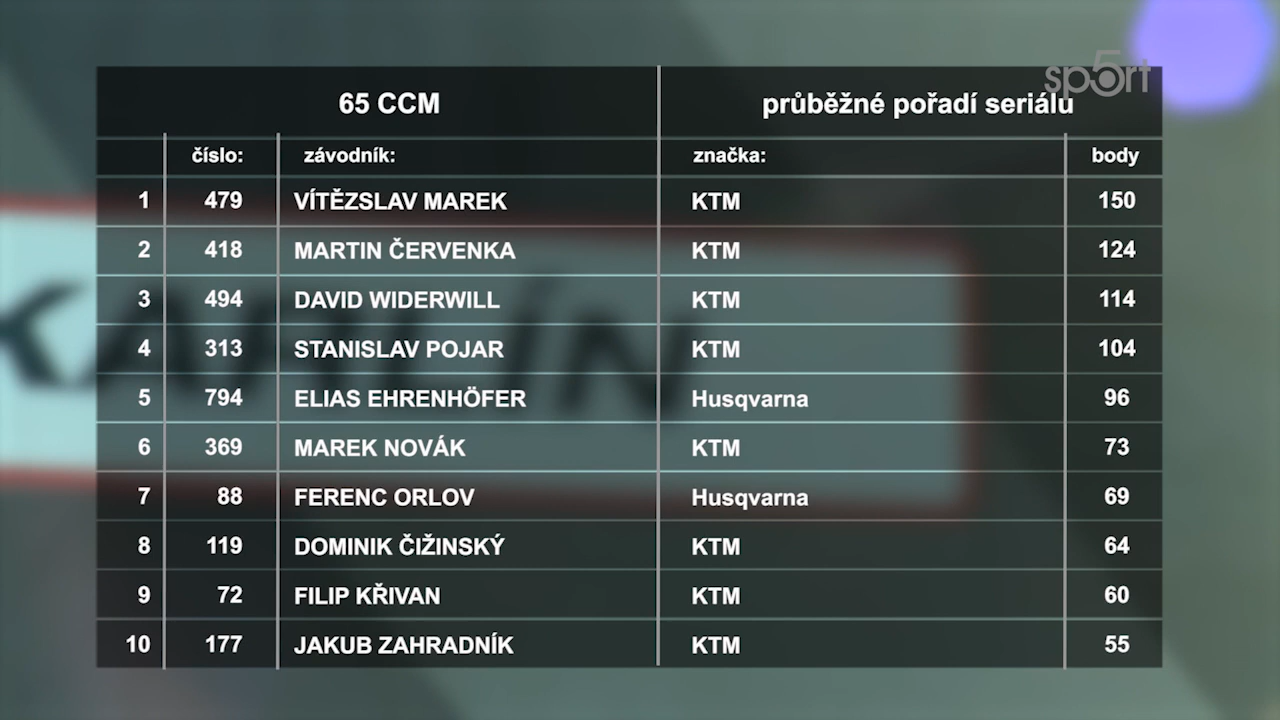 sp5rt
65 CCM průběžné pořadí seriálu
číslo: závodník: značka: body
1 479 VÍTĚZSLAV MAREK KTM 150
2 418 MARTIN ČERVENKA KTM 124
3 494 DAVID WIDERWILL KTM 114
4 313 STANISLAV POJAR KTM 104
5 794 ELIAS EHRENHÖFER Husqvarna 96
6 369 MAREK NOVÁK KTM 73
7 88 FERENC ORLOV Husqvarna 69
8 119 DOMINIK ČIŽINSKÝ KTM 64
9 72 FILIP KŘIVAN KTM 60
10 177 JAKUB ZAHRADNÍK KTM 55